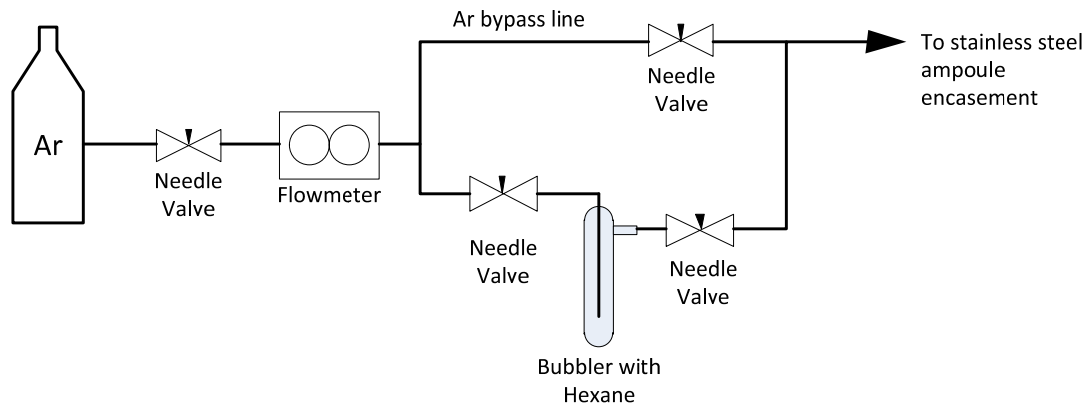 Ar bypass line
To stainless steel
ampoule
encasement
Needle
Valve
Ar
Needle
Valve
Flowmeter
Needle
Valve
Needle
Valve
Bubbler with
Hexane